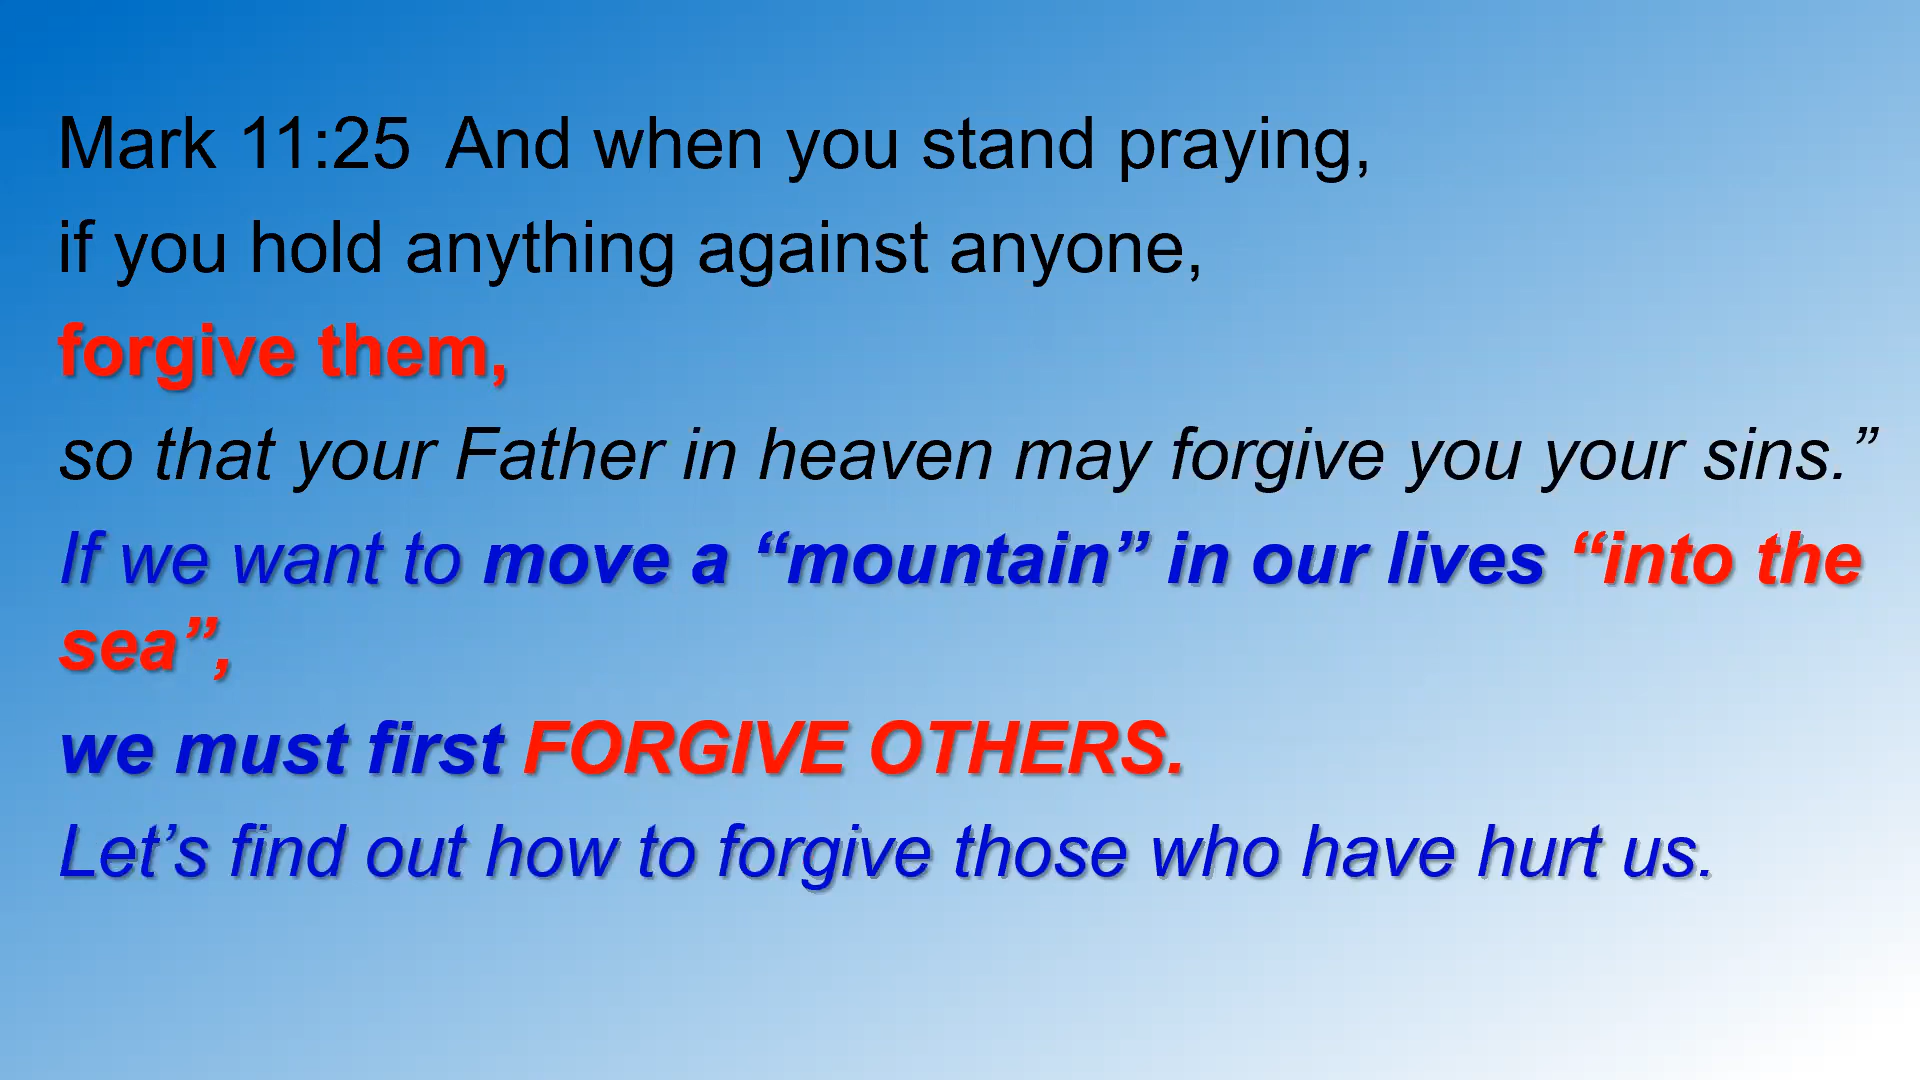 Mark 11:25  And when you stand praying,
if you hold anything against anyone,
forgive them,
so that your Father in heaven may forgive you your sins.”
If we want to move a “mountain” in our lives “into the
sea”,
we must first FORGIVE OTHERS.
Let’s find out how to forgive those who have hurt us.